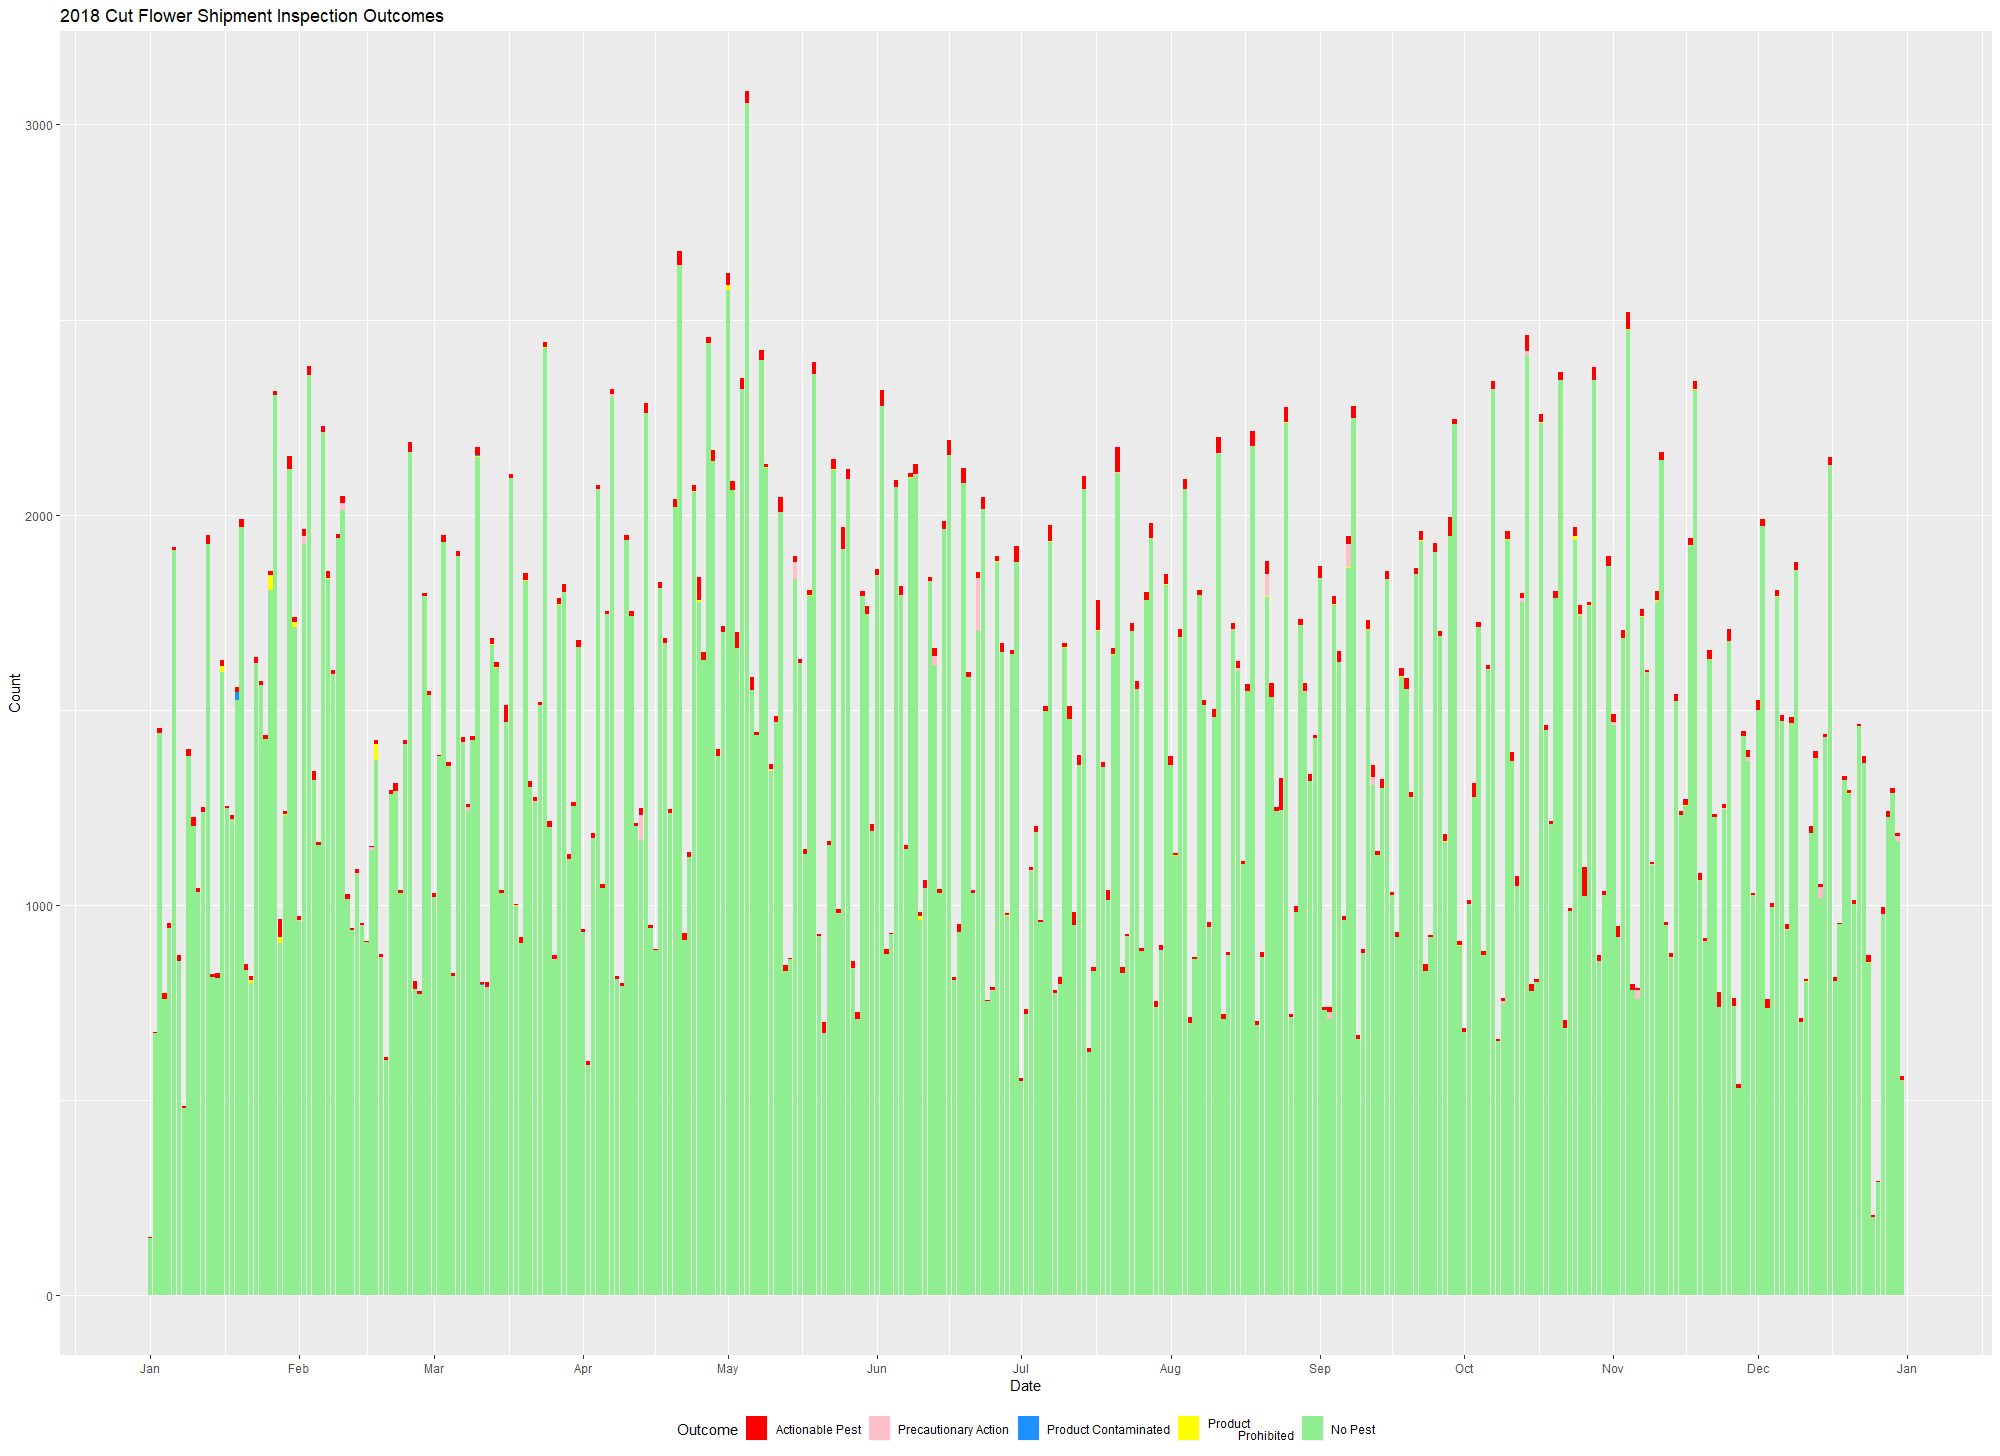 2018 Cut Flower Shipment Inspection Outcomes
Count
3000
2000
1000
0
Jan Feb Mar Apr May Jun Jul Aug Sep Oct Nov Dec Jan
Date
Outcome Actionable Pest Precautionary Action Product Contaminated Product
Prohibited No Pest